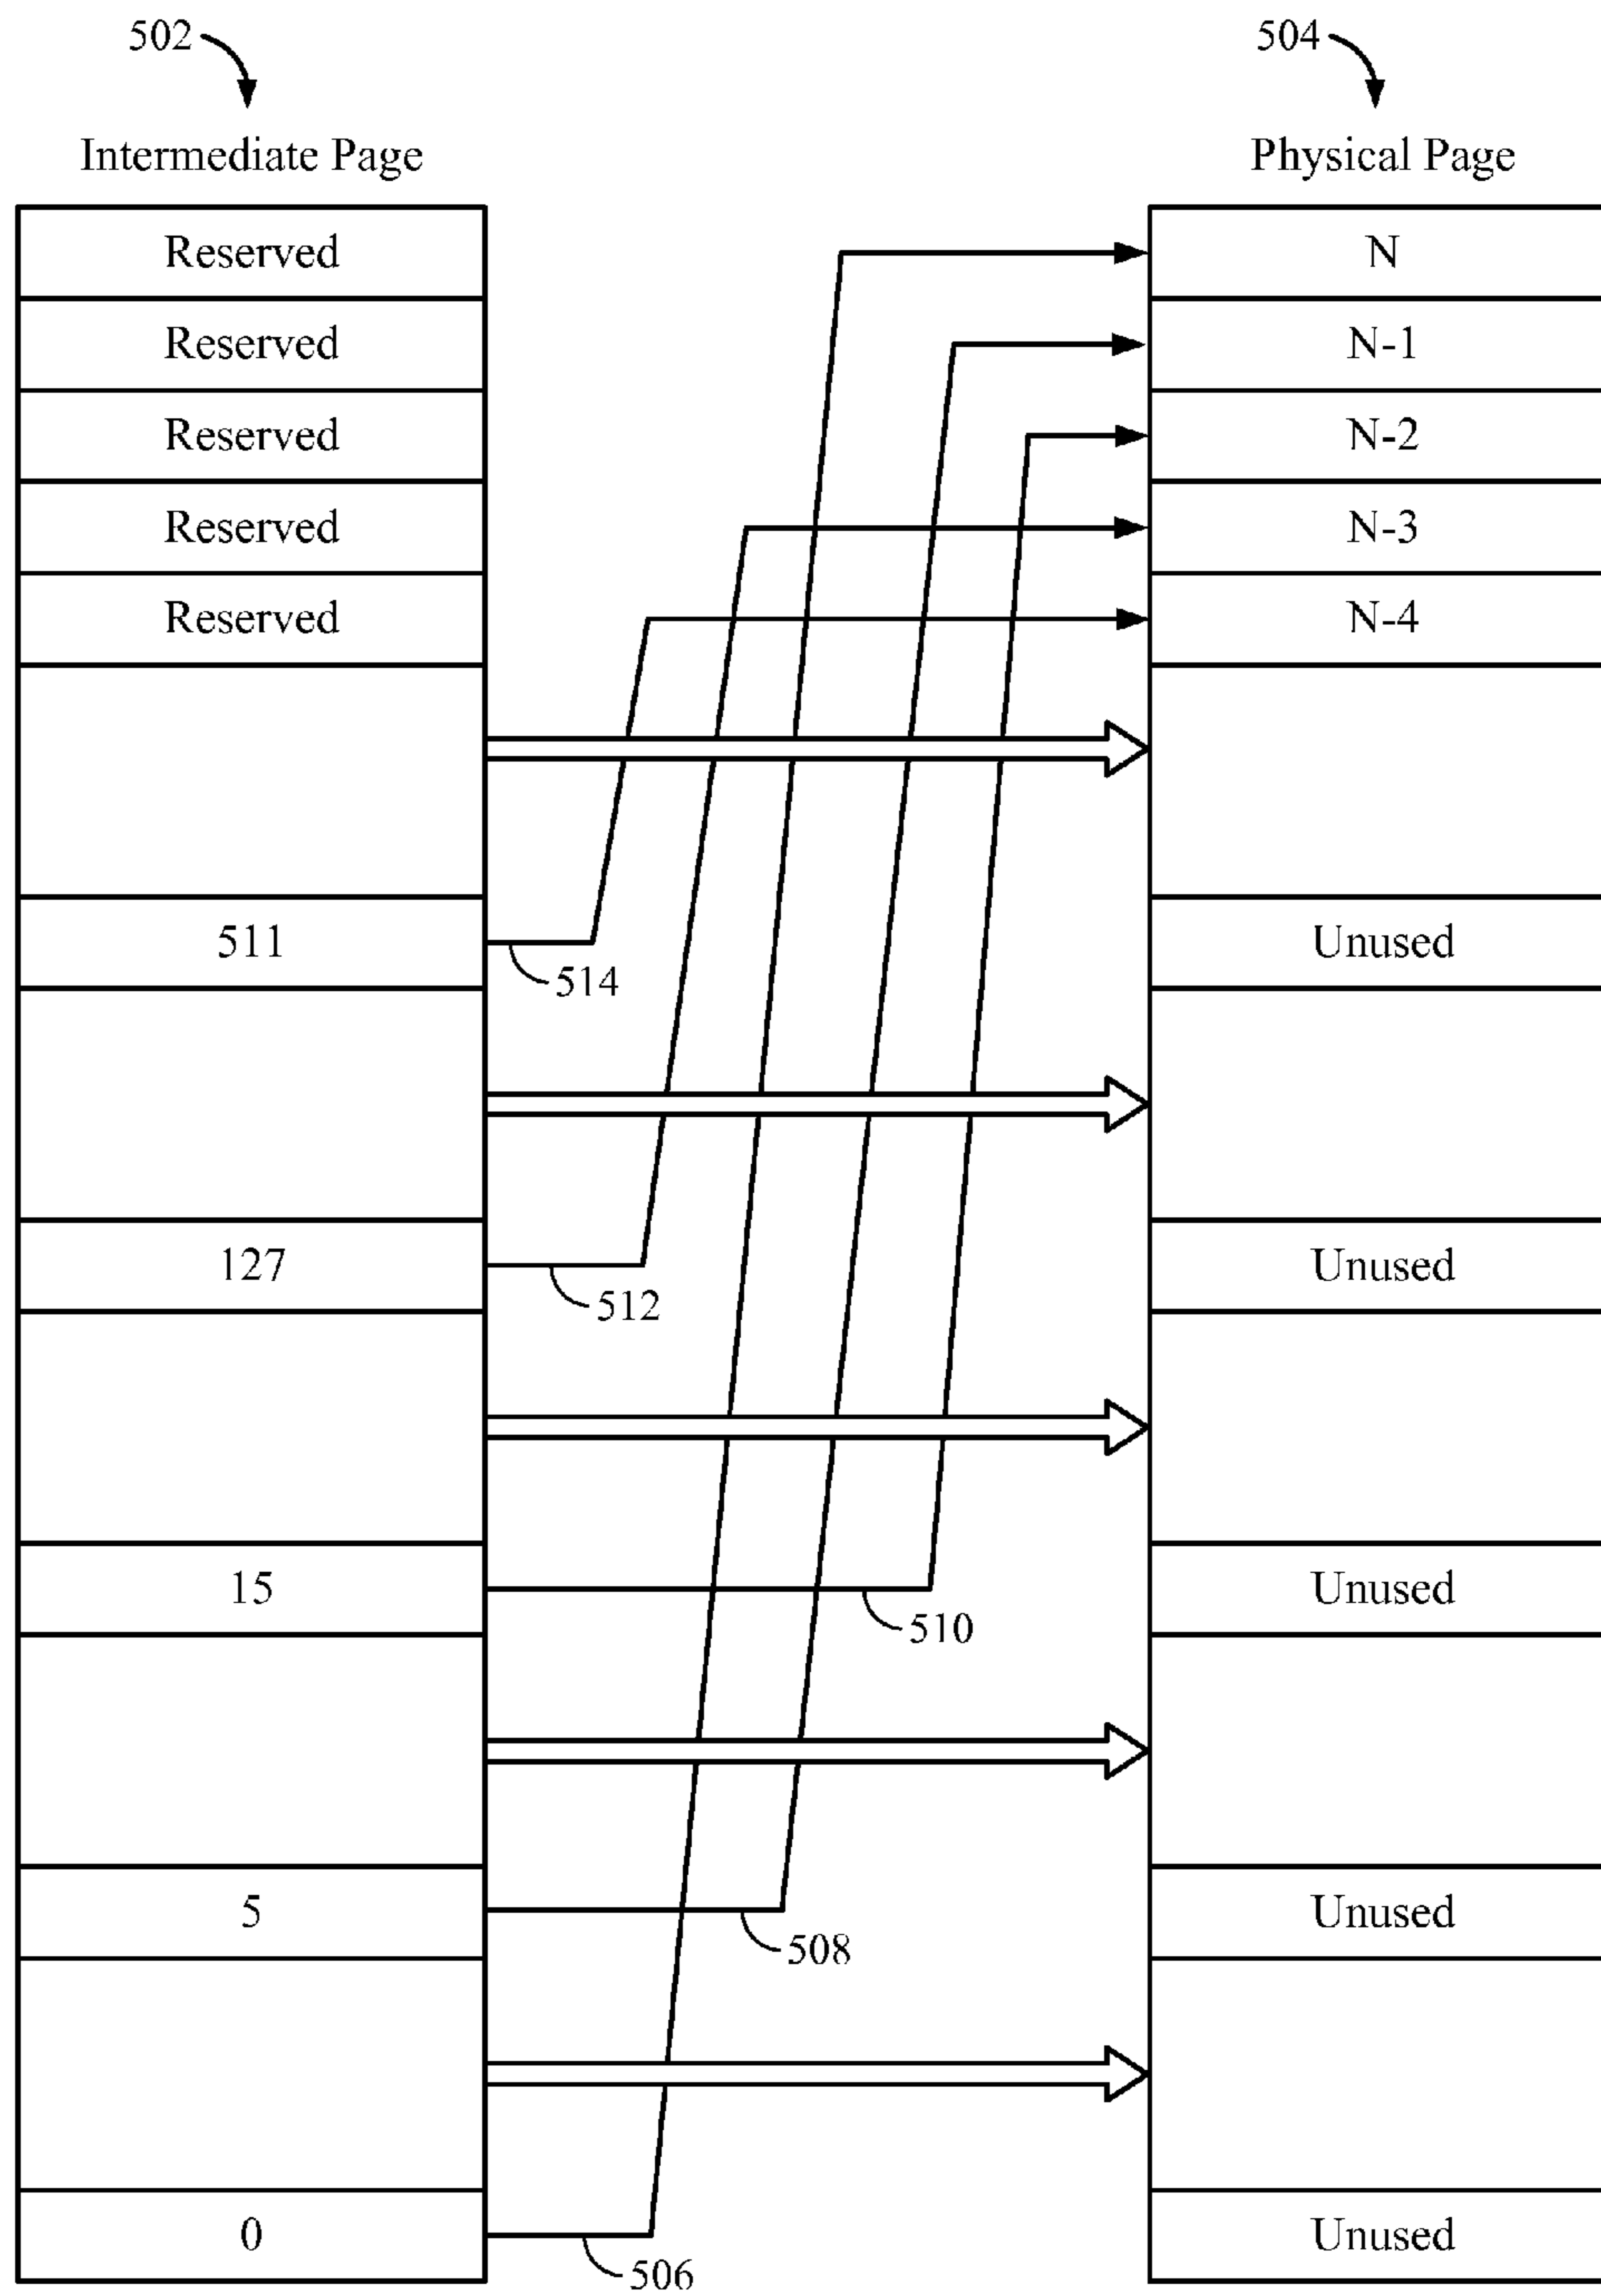 502
504
Intermediate Page
Physical Page
Reserved
N
Reserved
N-1
Reserved
N-2
Reserved
N-3
Reserved
N-4
511
Unused
514
127
Unused
512
15
Unused
510
5
Unused
508
0
Unused
506